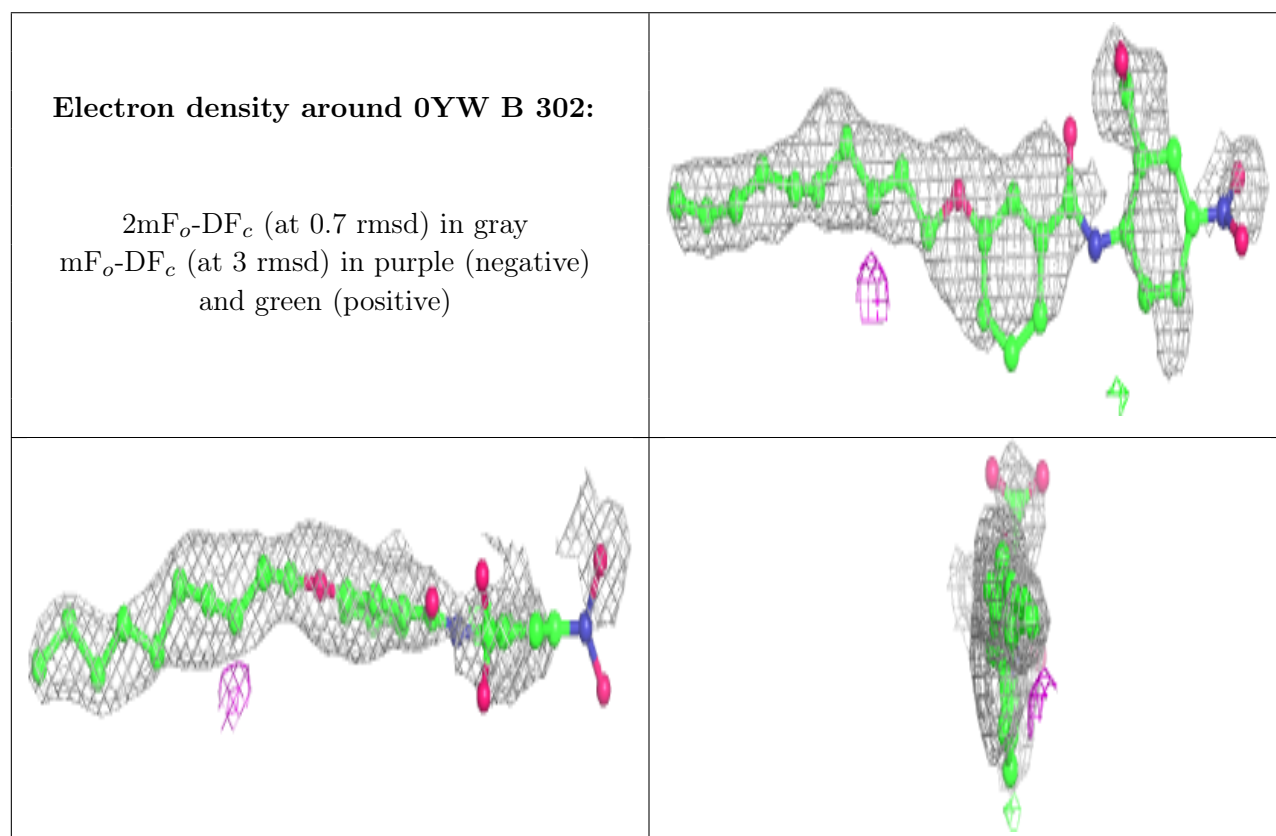 Electron density around 0YW B 302:
2mFo-DFc (at 0.7 rmsd) in gray
mFo-DFc (at 3 rmsd) in purple (negative)
and green (positive)